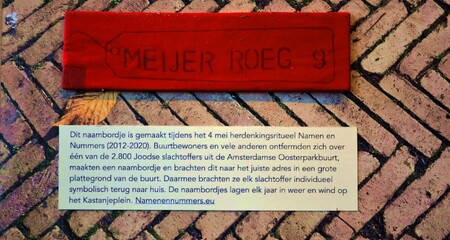 MEIJER ROEG 9
Dit naambordje is gemaakt tijdens het 4 mei herdenkingsritueel Namen en
Nummers (2012-2020). Buurtbewoners en vele anderen ontfermden zich over
één van de 2.800 Joodse slachtoffers uit de Amsterdamse Oosterparkbuurt,
maakten een naambordje en brachten dit naar het juiste adres in een grote
plattegrond van de buurt. Daarmee brachten ze elk slachtoffer individueel
symbolisch terug naar huis. De naambordjes lagen elk jaar in weer en wind op
het Kastanjeplein. Namenennummers.eu